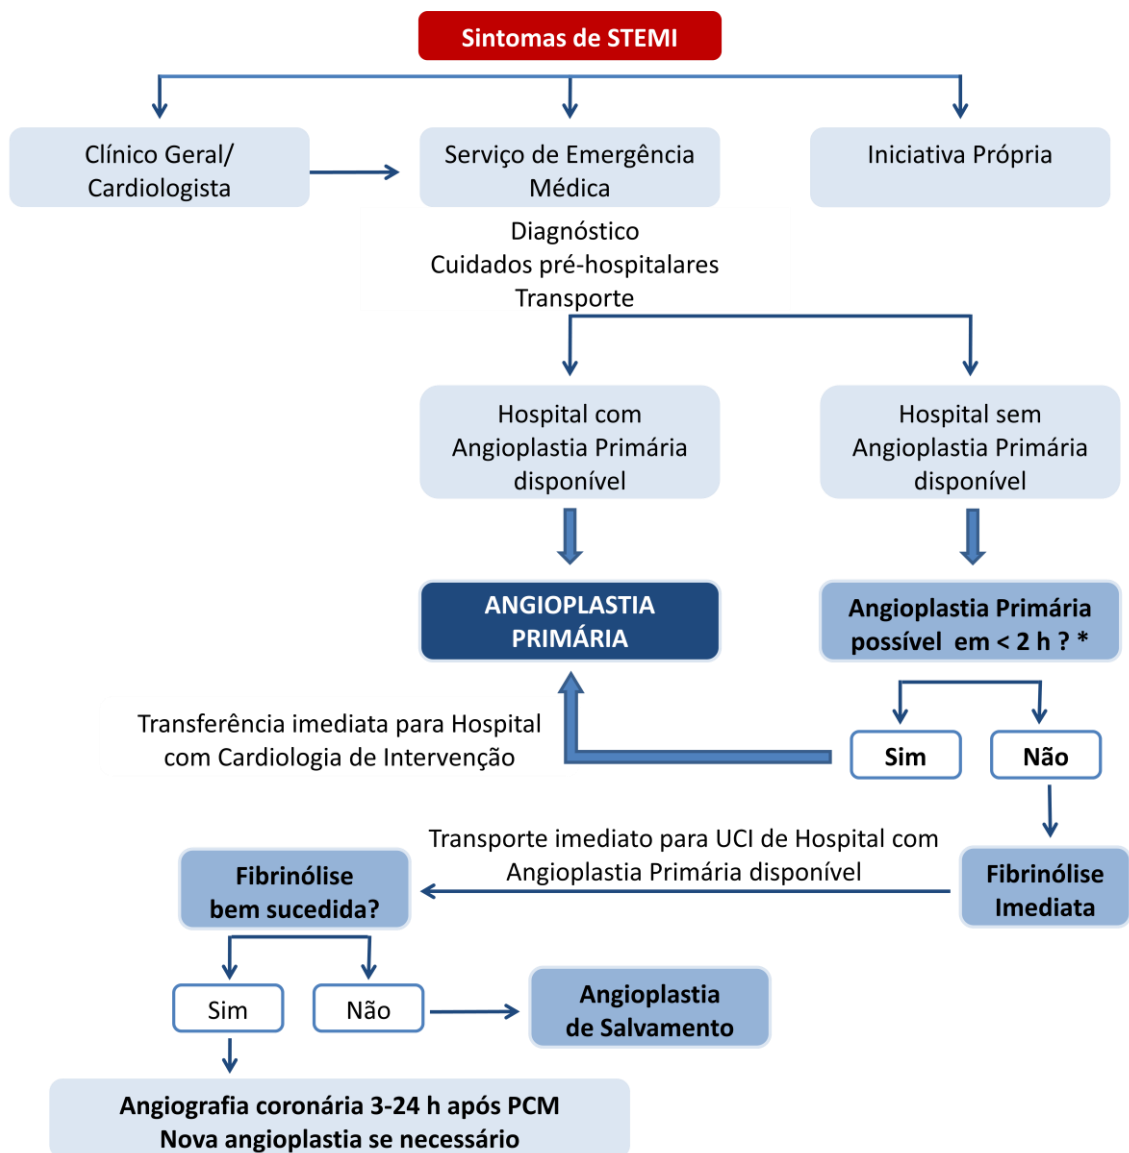 Sintomas de STEMI
Clínico Geral/
Cardiologista
Serviço de Emergência
Médica
Iniciativa Própria
Diagnóstico
Cuidados pré-hospitalares
Transporte
Hospital com
Angioplastia Primária
disponível
Hospital sem
Angioplastia Primária
disponível
ANGIOPLASTIA
PRIMÁRIA
Angioplastia Primária
possível em < 2 h ? *
Transferência imediata para Hospital
com Cardiologia de Intervenção
Sim
Não
Transporte imediato para UCI de Hospital com
Angioplastia Primária disponível
Fibrinólise
Imediata
Fibrinólise
bem sucedida?
Sim
Não
Angioplastia
de Salvamento
Angiografia coronária 3-24 h após PCM
Nova angioplastia se necessário